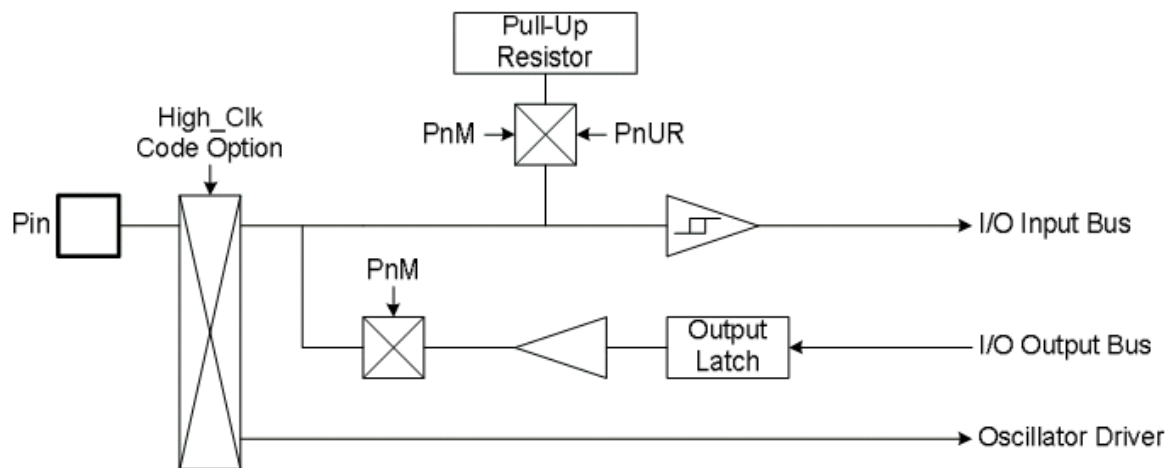 Pull-Up
Resistor
High_Clk
Code Option
PnM
PnUR
Pin
I/O Input Bus
PnM
Output
Latch
I/O Output Bus
Oscillator Driver